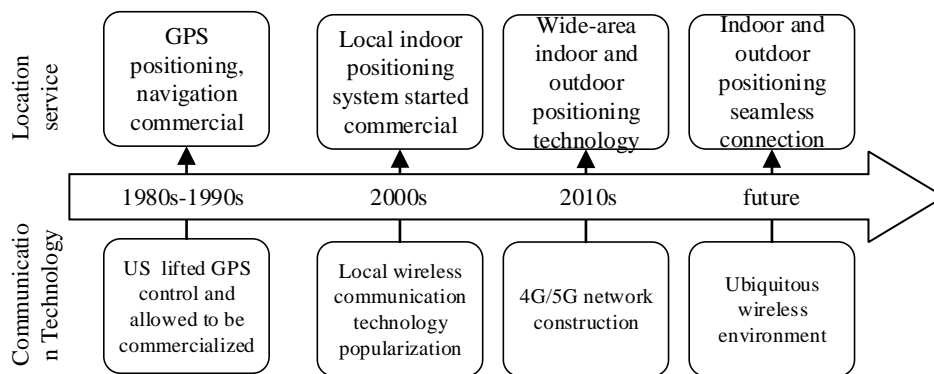 Location
service
GPS
positioning,
navigation
commercial
Local indoor
positioning
system started
commercial
Wide-area
indoor and
outdoor
positioning
technology
Indoor and
outdoor
positioning
seamless
connection
1980s-1990s
2000s
2010s
future
Communicatio
n Technology
US lifted GPS
control and
allowed to be
commercialized
Local wireless
communication
technology
popularization
4G/5G network
construction
Ubiquitous
wireless
environment